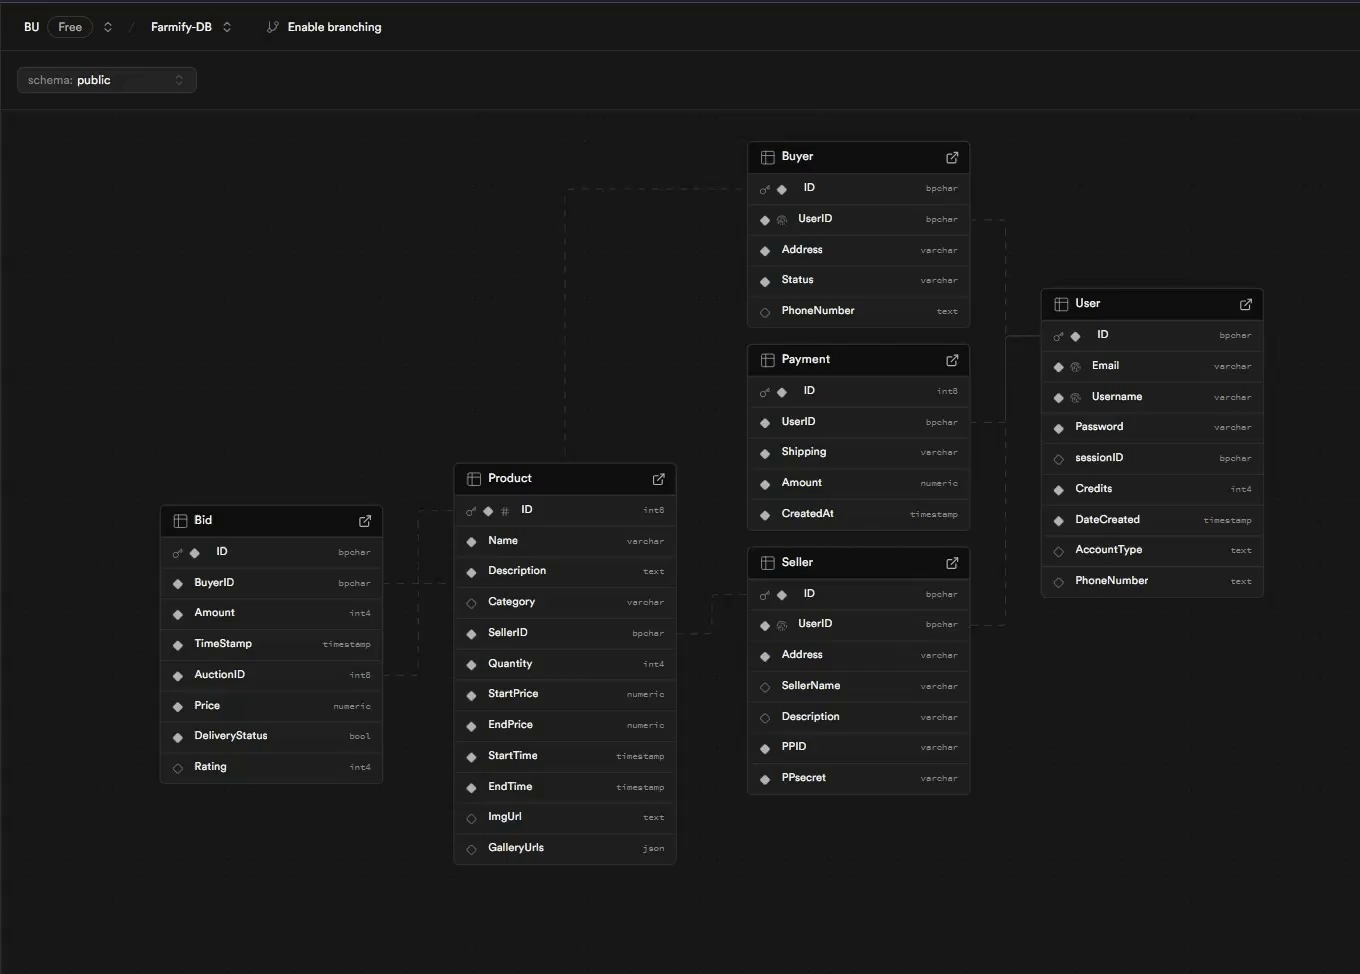 BU Free Farmify-DB Enable branching
schema: public
Buyer
ID bpchar
UserID bpchar
Address varchar
Status varchar
PhoneNumber text
Payment
ID int8
UserID bpchar
Shipping varchar
Amount numeric
CreatedAt timestamp
Seller
ID bpchar
UserID bpchar
Address varchar
SellerName varchar
Description varchar
PPID varchar
PPsecret varchar
User
ID bpchar
Email varchar
Username varchar
Password varchar
sessionID bpchar
Credits int4
DateCreated timestamp
AccountType text
PhoneNumber text
Product
# ID int8
Name varchar
Description text
Category varchar
SellerID bpchar
Quantity int4
StartPrice numeric
EndPrice numeric
StartTime timestamp
EndTime timestamp
ImgUrl text
GalleryUrls json
Bid
ID bpchar
BuyerID bpchar
Amount int4
TimeStamp timestamp
AuctionID int8
Price numeric
DeliveryStatus bool
Rating int4